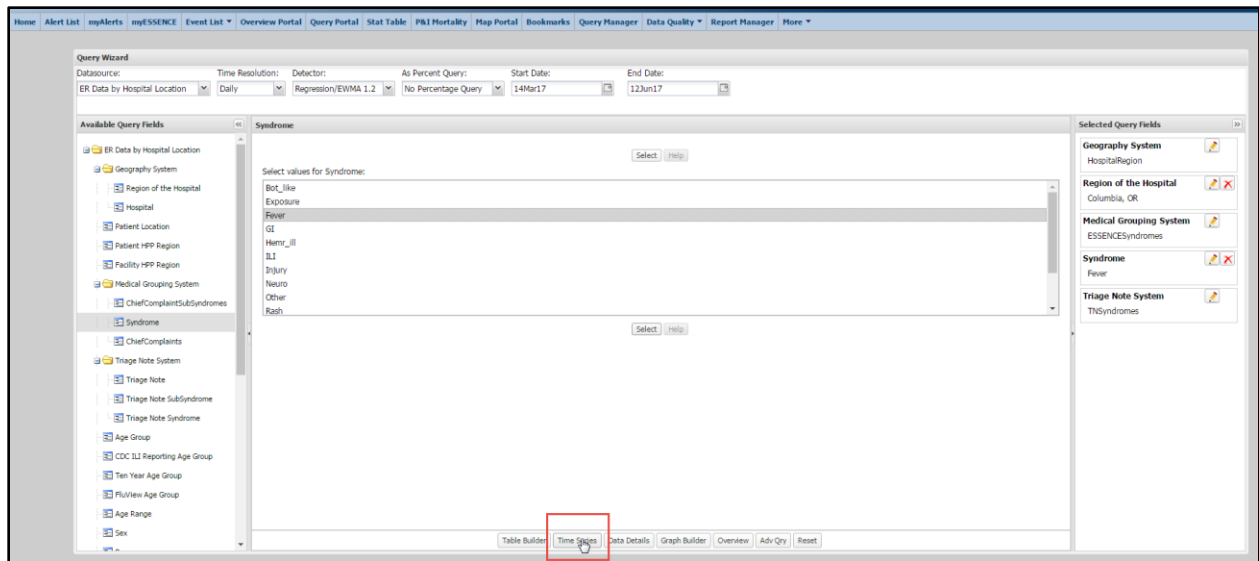 Home Alert List myAlerts myESSENCE Event List Overview Portal Query Portal Stat Table P&I Mortality Map Portal Bookmarks Query Manager Data Quality Report Manager More
Query Wizard
Datasource: Time Resolution: Detector: As Percent Query: Start Date: End Date:
ER Data by Hospital Location Daily Regression/EWMA 1.2 No Percentage Query 14Mar17 12Jun17
Available Query Fields
ER Data by Hospital Location
Geography System
Region of the Hospital
Hospital
Patient Location
Patient HPP Region
Facility HPP Region
Medical Grouping System
ChiefComplaintSubSyndromes
Syndrome
ChiefComplaints
Triage Note System
Triage Note
Triage Note SubSyndrome
Triage Note Syndrome
Age Group
CDC ILI Reporting Age Group
Ten Year Age Group
FluView Age Group
Age Range
Sex
Syndrome
Select Help
Select values for Syndrome:
Bot_like
Exposure
Fever
GI
Hemr_ill
ILI
Injury
Neuro
Other
Rash
Select Help
Table Builder Time Series Data Details Graph Builder Overview Adv Qry Reset
Selected Query Fields
Geography System
HospitalRegion
Region of the Hospital
Columbia, OR
Medical Grouping System
ESSENCESyndromes
Syndrome
Fever
Triage Note System
TNSyndromes